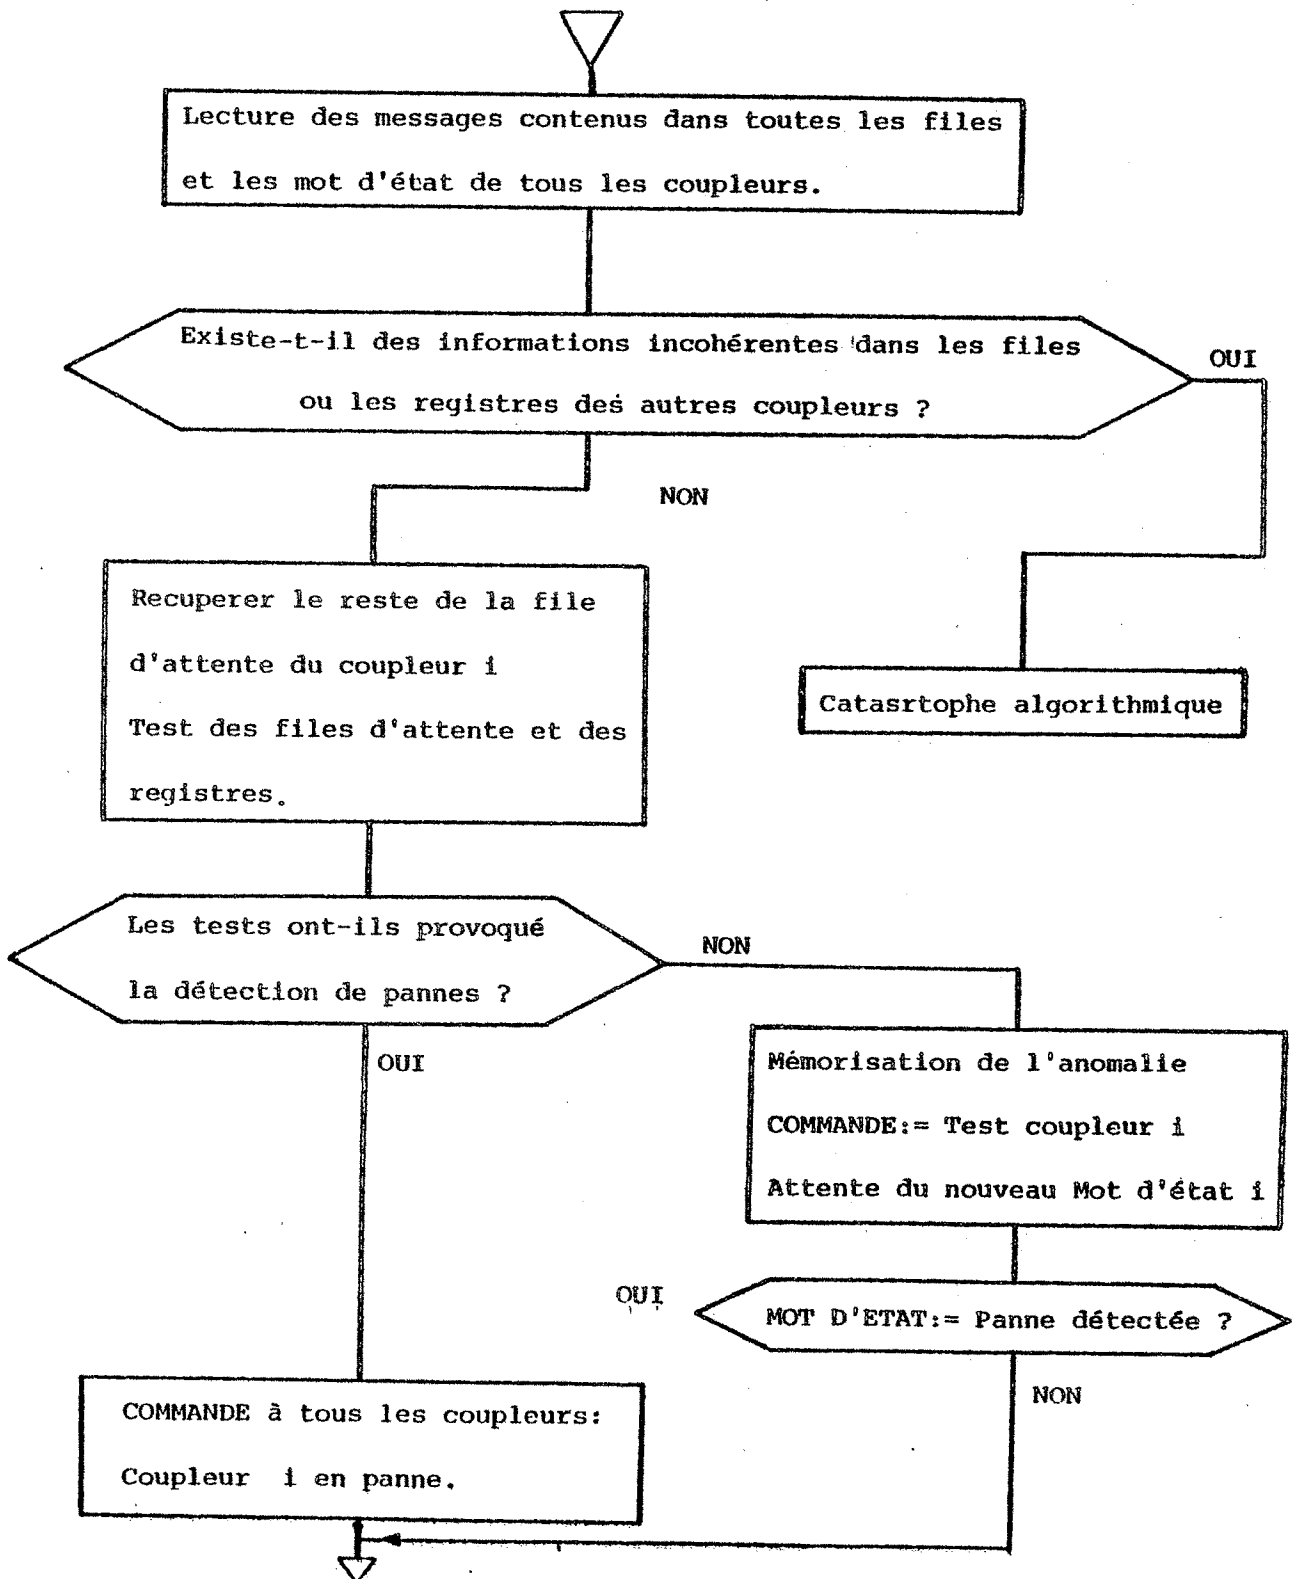 Lecture des messages contenus dans toutes les files
et les mot d'état de tous les coupleurs.
Existe-t-il des informations incohérentes dans les files
ou les registres des autres coupleurs ?
OUI
NON
Recuperer le reste de la file
d'attente du coupleur i
Test des files d'attente et des
registres.
Catasrtophe algorithmique
Les tests ont-ils provoqué
la détection de pannes ?
NON
OUI
Mémorisation de l'anomalie
COMMANDE:= Test coupleur i
Attente du nouveau Mot d'état i
OUI
MOT D'ETAT:= Panne détectée ?
NON
COMMANDE à tous les coupleurs:
Coupleur i en panne.